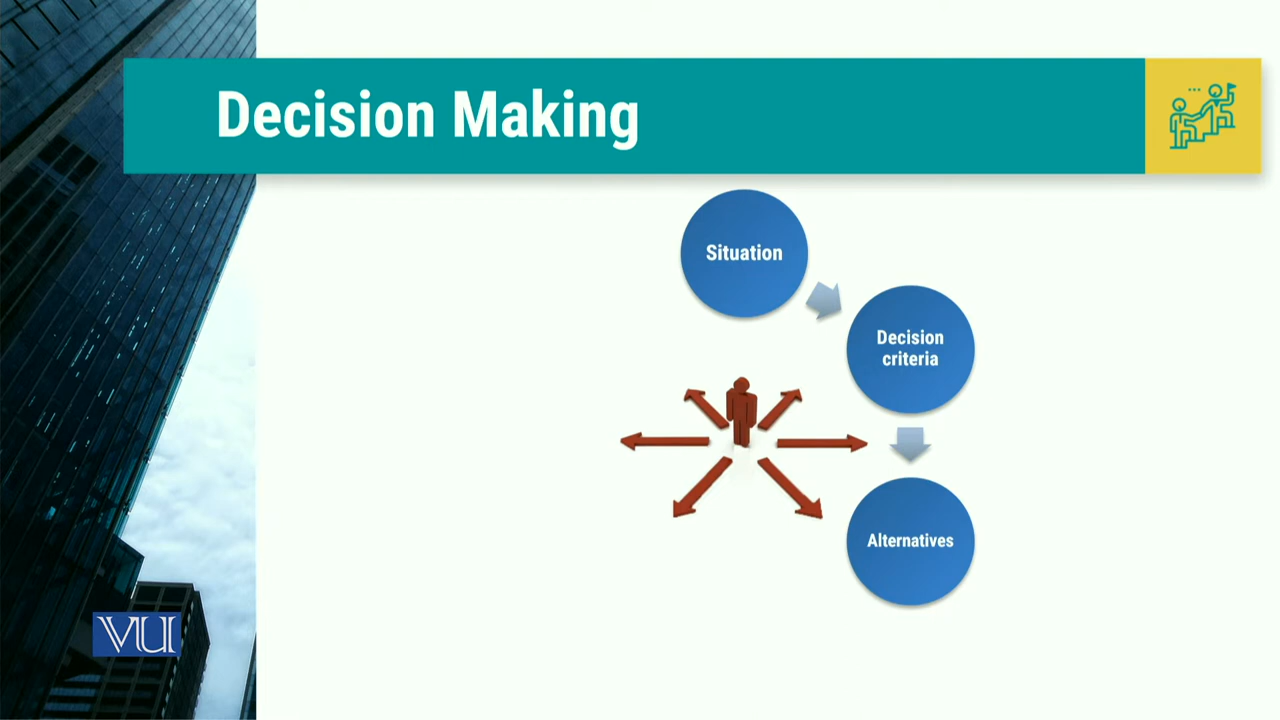 Decision Making
Situation
Decision
criteria
Alternatives
VU